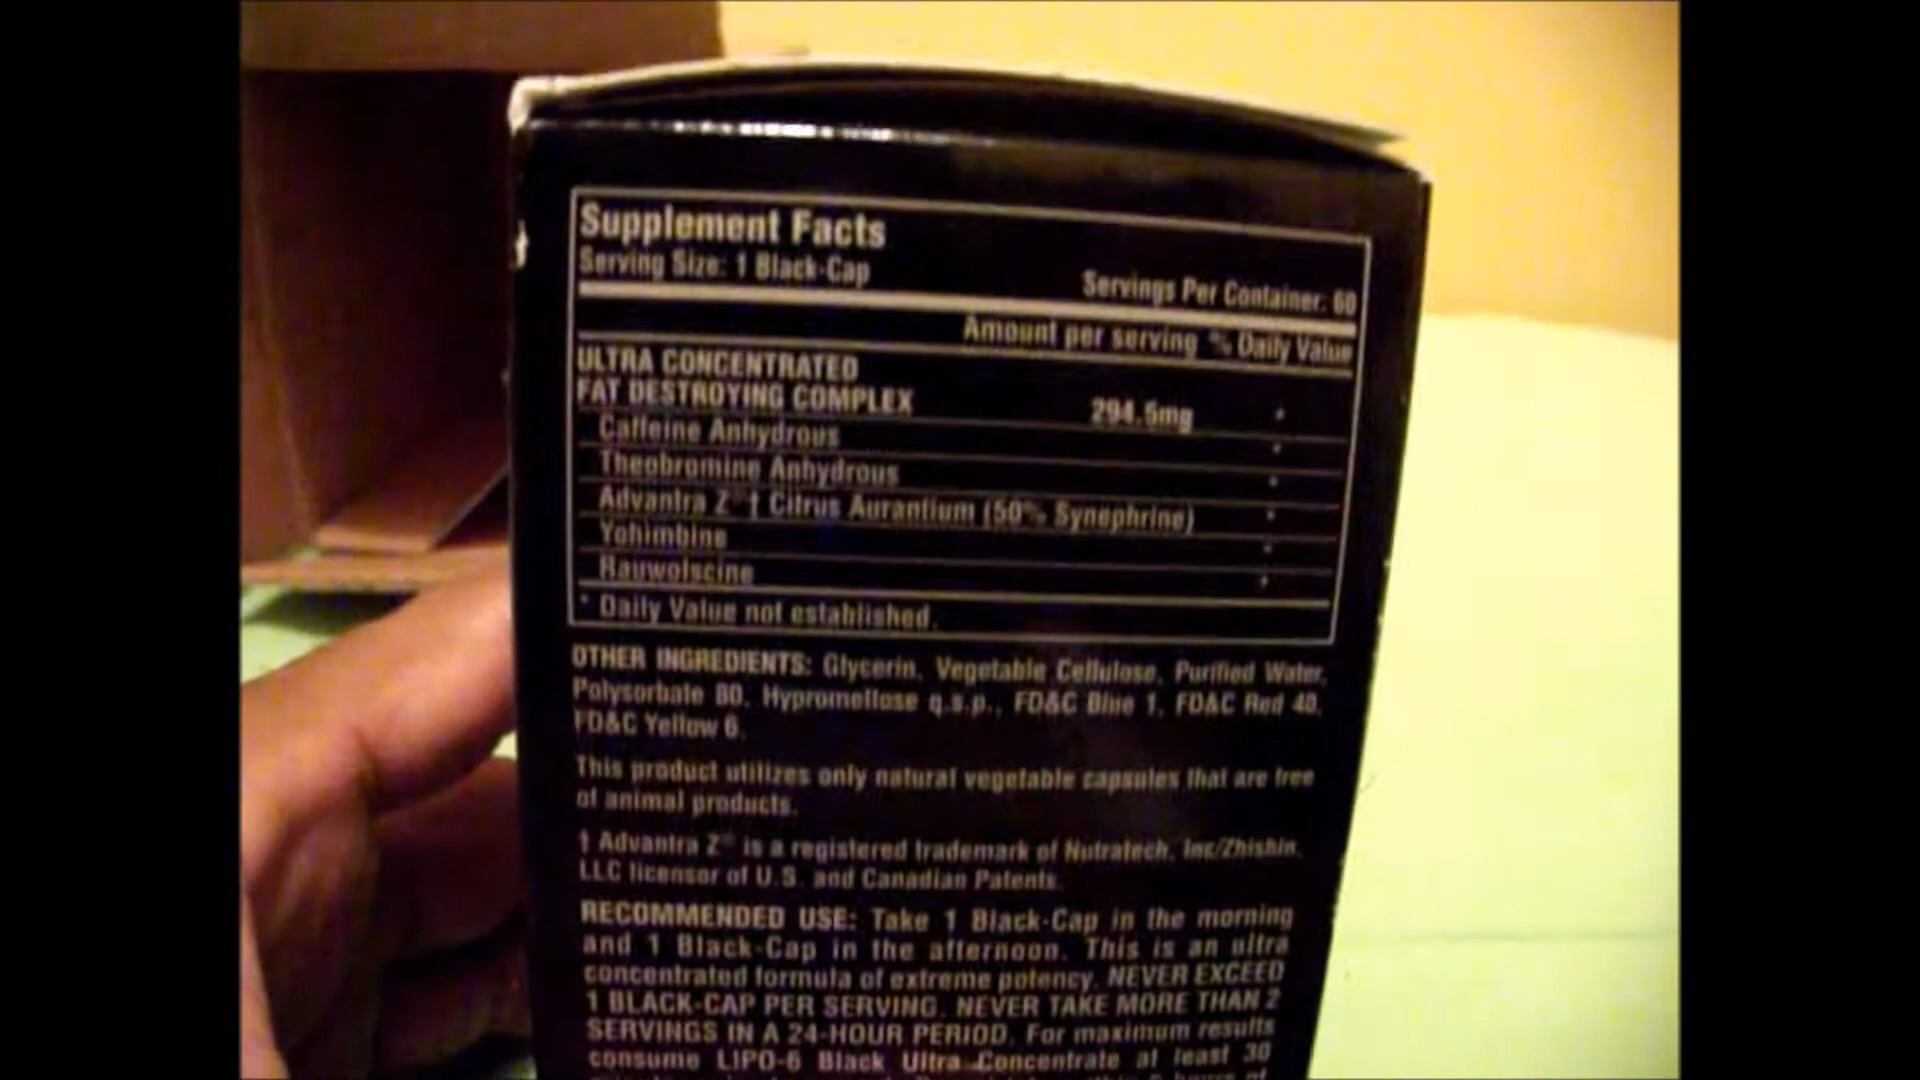 Supplement Facts
Serving Size: 1 Black-Cap
Servings Per Container: 60
Amount per serving % Daily Value
ULTRA CONCENTRATED
FAT DESTROYING COMPLEX 294.5mg *
Caffeine Anhydrous *
Theobromine Anhydrous *
Advantra Z® † Citrus Aurantium (50% Synephrine) *
Yohimbine *
Rauwolscine *
* Daily Value not established.
OTHER INGREDIENTS: Glycerin, Vegetable Cellulose, Purified Water,
Polysorbate 80, Hypromellose q.s.p., FD&C Blue 1, FD&C Red 40,
FD&C Yellow 6.
This product utilizes only natural vegetable capsules that are free
of animal products.
† Advantra Z® is a registered trademark of Nutratech, Inc/Zhishin,
LLC licensor of U.S. and Canadian Patents.
RECOMMENDED USE: Take 1 Black-Cap in the morning
and 1 Black-Cap in the afternoon. This is an ultra
concentrated formula of extreme potency. NEVER EXCEED
1 BLACK-CAP PER SERVING. NEVER TAKE MORE THAN 2
SERVINGS IN A 24-HOUR PERIOD. For maximum results
consume LIPO-6 Black Ultra Concentrate at least 30